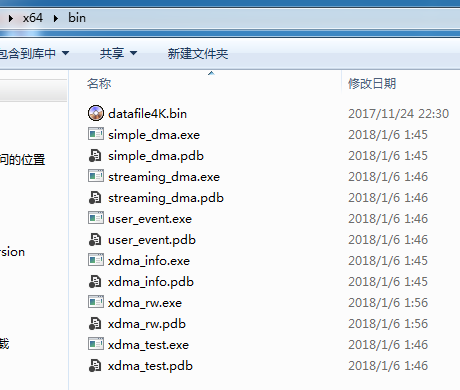 x64 bin
包含到库中 共享 新建文件夹
名称 修改日期
datafile4K.bin 2017/11/24 22:30
simple_dma.exe 2018/1/6 1:45
simple_dma.pdb 2018/1/6 1:45
问的位置
streaming_dma.exe 2018/1/6 1:46
streaming_dma.pdb 2018/1/6 1:46
user_event.exe 2018/1/6 1:46
user_event.pdb 2018/1/6 1:46
rsion
xdma_info.exe 2018/1/6 1:45
xdma_info.pdb 2018/1/6 1:45
xdma_rw.exe 2018/1/6 1:56
xdma_rw.pdb 2018/1/6 1:56
载
xdma_test.exe 2018/1/6 1:46
xdma_test.pdb 2018/1/6 1:46